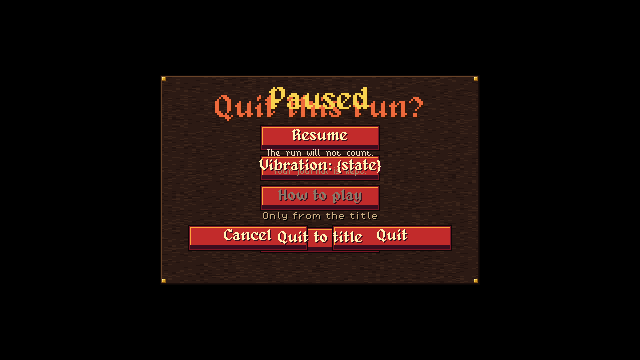 Paused
Quit this run?
Resume
The run will not count.
Vibration: {state}
How to play
Only from the title
Cancel
Quit to title
Quit